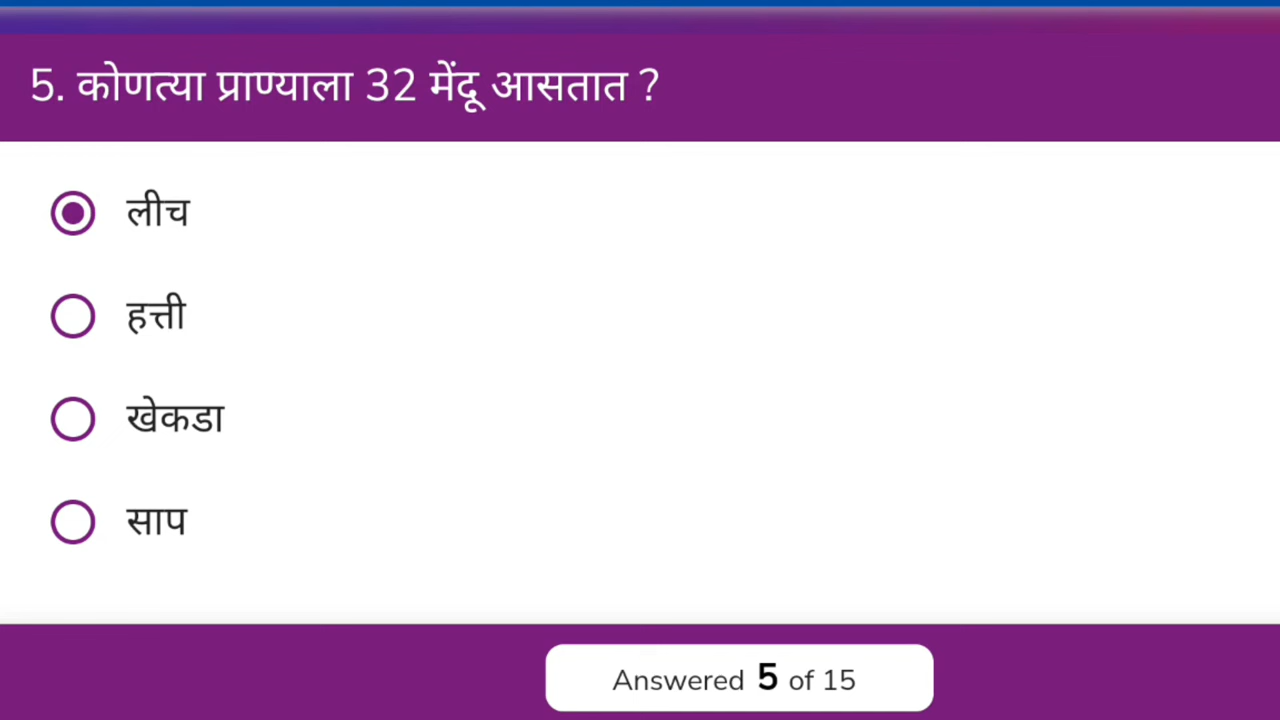 5. कोणत्या प्राण्याला 32 मेंदू आसतात ?
लीच
हत्ती
खेकडा
साप
Answered 5 of 15